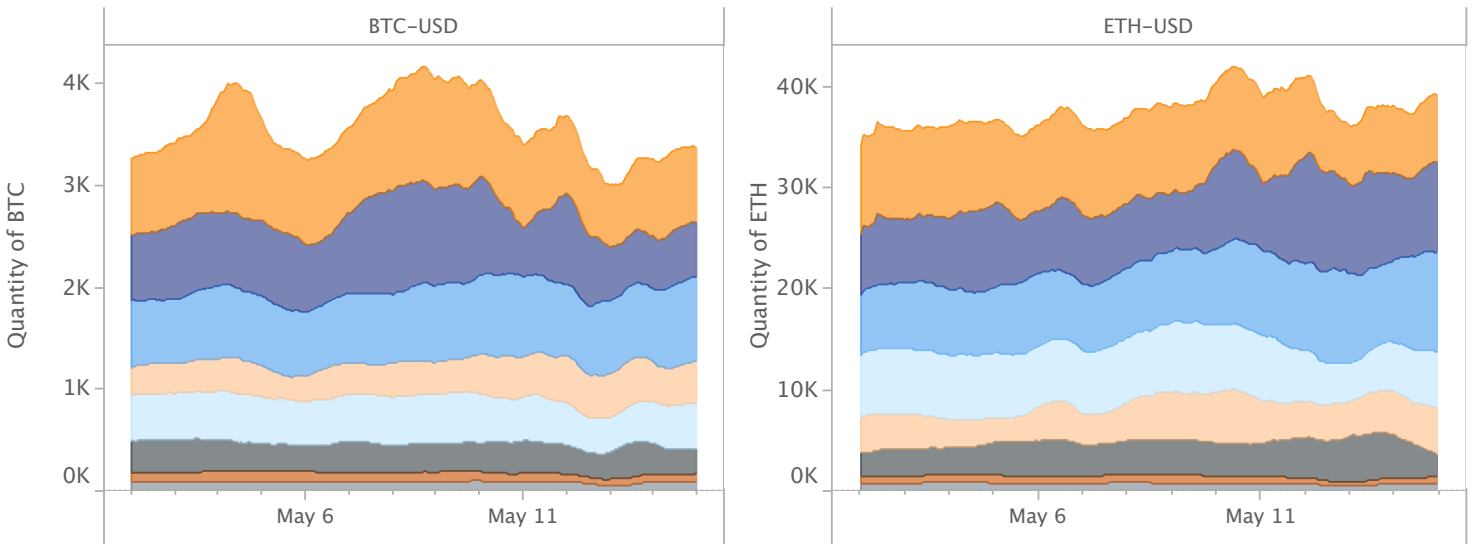 BTC–USD
Quantity of BTC
4K
3K
2K
1K
0K
May 6
May 11
ETH–USD
Quantity of ETH
40K
30K
20K
10K
0K
May 6
May 11